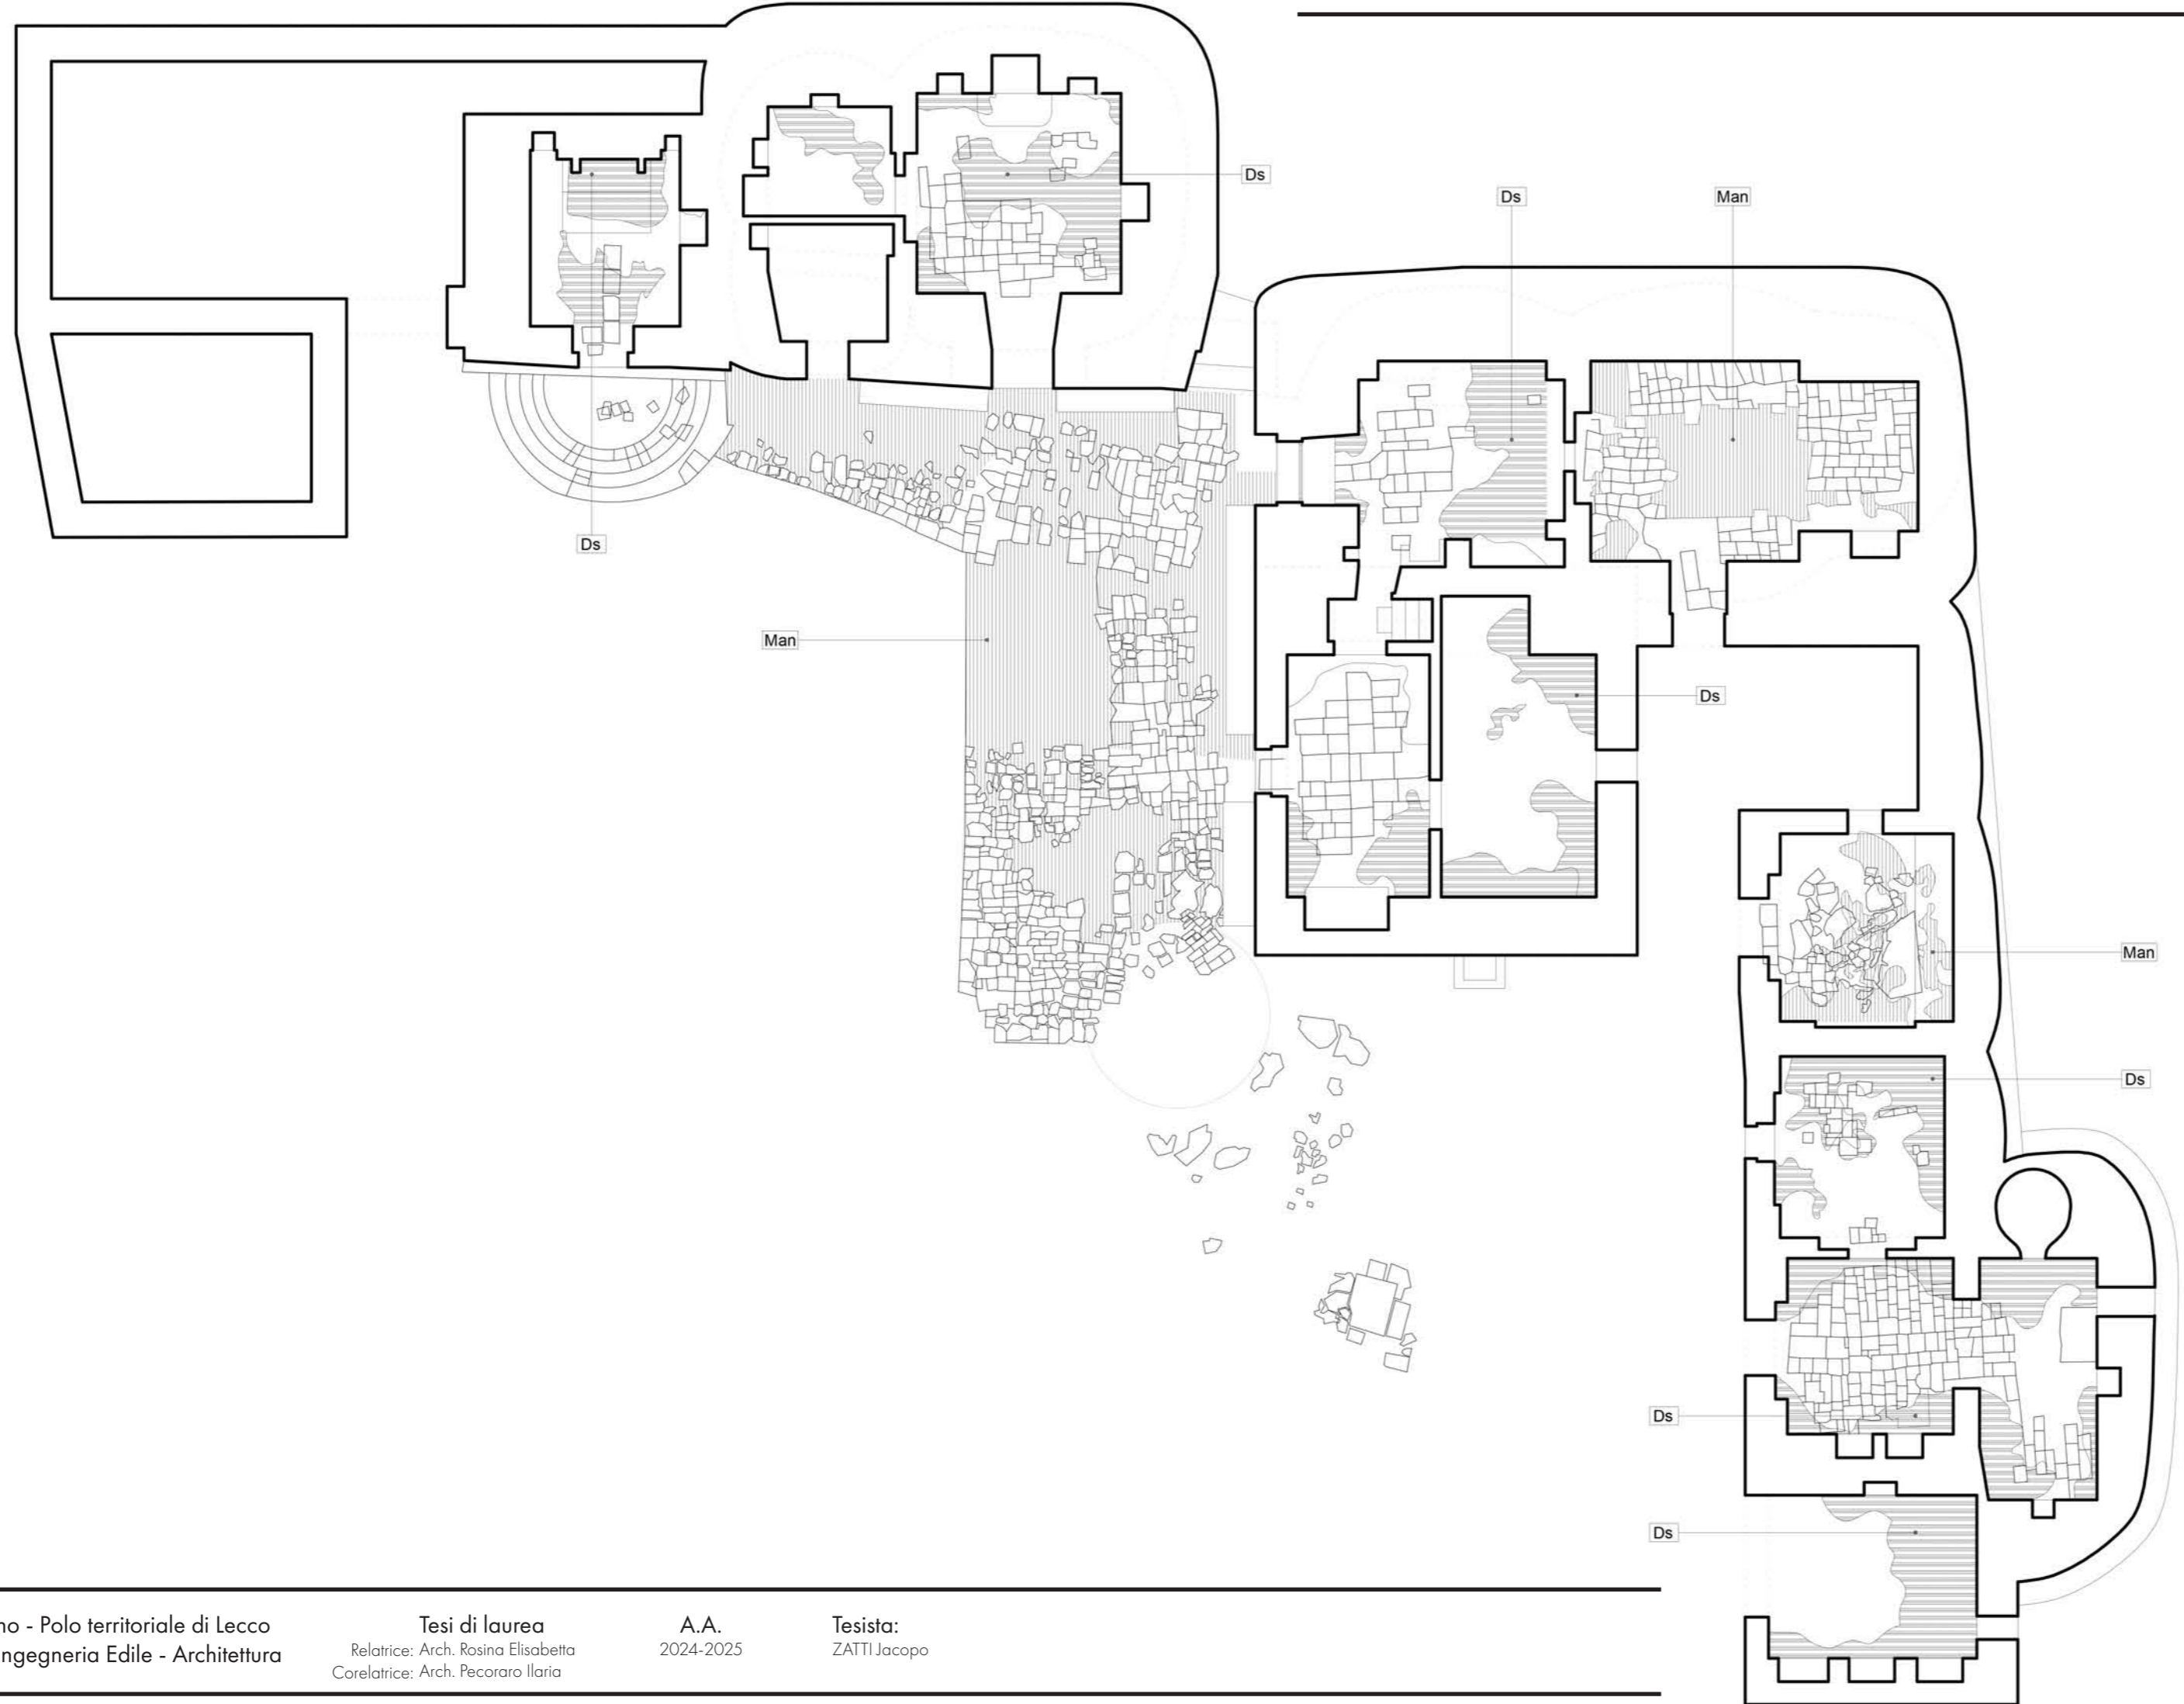 Ds
Ds
Man
Ds
Man
Ds
Man
Ds
Ds
Ds
no - Polo territoriale di Lecco
ngegneria Edile - Architettura
Tesi di laurea
Relatrice: Arch. Rosina Elisabetta
Corelatrice: Arch. Pecoraro Ilaria
A.A.
2024-2025
Tesista:
ZATTI Jacopo